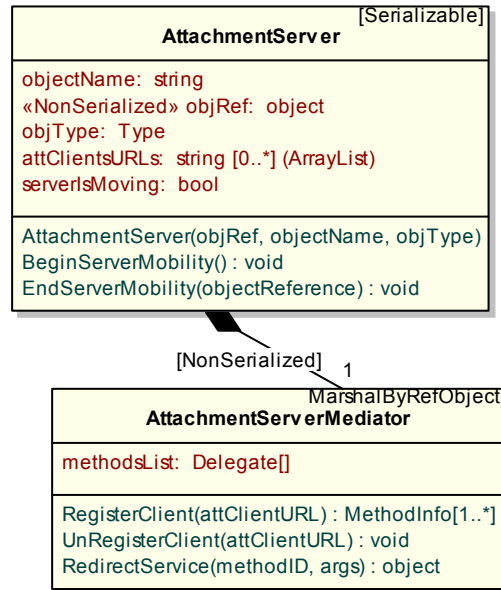 [Serializable]
AttachmentServer
objectName: string
«NonSerialized» objRef: object
objType: Type
attClientsURLs: string [0..*] (ArrayList)
serverIsMoving: bool
AttachmentServer(objRef, objectName, objType)
BeginServerMobility() : void
EndServerMobility(objectReference) : void
[NonSerialized]
1
MarshalByRefObject
AttachmentServerMediator
methodsList: Delegate[]
RegisterClient(attClientURL) : MethodInfo[1..*]
UnRegisterClient(attClientURL) : void
RedirectService(methodID, args) : object